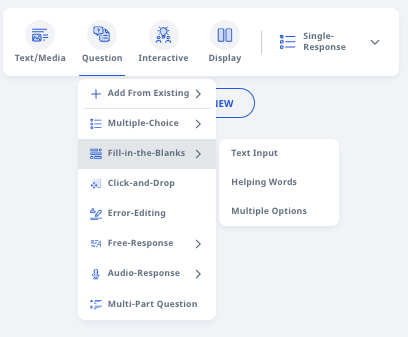 Text/Media
Question
Interactive
Display
Single-
Response
Add From Existing
Multiple-Choice
Fill-in-the-Blanks
Click-and-Drop
Error-Editing
Free-Response
Audio-Response
Multi-Part Question
Text Input
Helping Words
Multiple Options